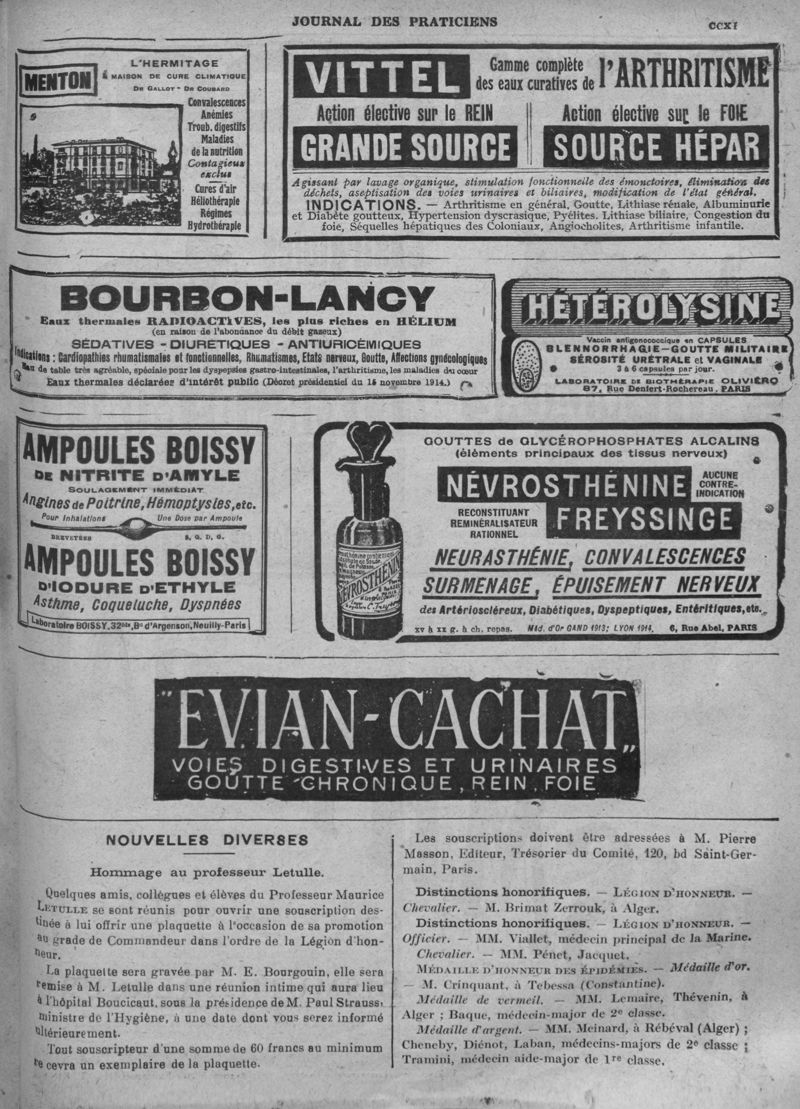 JOURNAL DES PRATICIENS
MENTON
L'HERMITAGE
MAISON DE CURE CLIMATIQUE
DR GALLOT - DR COUBARD
Convalescences
Anémies
Troub. digestifs
Maladies
de la nutrition
Contagieux
exclus
Cures d'air
Héliothérapie
Régimes
Hydrothérapie
VITTEL
Gamme complète
des eaux curatives de l'ARTHRITISME
Action élective sur le REIN
GRANDE SOURCE
Action élective sur le FOIE
SOURCE HÉPAR
Agissant par lavage organique, stimulation fonctionnelle des émonctoires, élimination des
déchets, aseptisation des voies urinaires et biliaires, modification de l'état général.
INDICATIONS. — Arthritisme en général, Goutte, Lithiase rénale, Albuminurie
et Diabète goutteux, Hypertension dyscrasique, Pyélites. Lithiase biliaire, Congestion du
foie, Séquelles hépatiques des Coloniaux, Angiocholites, Arthritisme infantile.
BOURBON-LANCY
Eaux thermales RADIOACTIVES, les plus riches en HÉLIUM
(en raison de l'abondance du débit gazeux)
SÉDATIVES - DIURETIQUES - ANTIURICÉMIQUES
Indications : Cardiopathies rhumatismales et fonctionnelles, Rhumatismes, Etats nerveux, Goutte, Affections gynécologiques
Eau de table très agréable, spéciale pour les dyspepsies gastro-intestinales, l'arthritisme, les maladies du cœur
Eaux thermales déclarées d'intérêt public (Décret présidentiel du 15 novembre 1914.)
HÉTÉROLYSINE
Vaccin antigonococcique en CAPSULES
BLENNORRHAGIE - GOUTTE MILITAIRE
SÉROSITÉ URÉTRALE et VAGINALE
3 à 6 capsules par jour.
LABORATOIRE DE BIOTHÉRAPIE OLIVIÉRO
87, Rue Denfert-Rochereau, PARIS
AMPOULES BOISSY
DE NITRITE D'AMYLE
SOULAGEMENT IMMÉDIAT
Angines de Poitrine, Hémoptysies, etc.
Pour Inhalations Une Dose par Ampoule
BREVETÉES S. G. D. G.
AMPOULES BOISSY
D'IODURE D'ETHYLE
Asthme, Coqueluche, Dyspnées
Laboratoire BOISSY, 32bis, Bd d'Argenson, Neuilly-Paris
GOUTTES de GLYCÉROPHOSPHATES ALCALINS
(éléments principaux des tissus nerveux)
NÉVROSTHÉNINE
AUCUNE
CONTRE-
INDICATION
RECONSTITUANT
REMINÉRALISATEUR
RATIONNEL
FREYSSINGE
NÉVROSTHÉNINE
NEURASTHÉNIE, CONVALESCENCES
SURMENAGE, ÉPUISEMENT NERVEUX
des Artérioscléreux, Diabétiques, Dyspeptiques, Entéritiques, etc.
xv à xx g. à ch. repas. Méd. d'Or GAND 1913; LYON 1914. 6, Rue Abel, PARIS
"EVIAN-CACHAT"
VOIES DIGESTIVES ET URINAIRES
GOUTTE CHRONIQUE, REIN, FOIE
NOUVELLES DIVERSES
Hommage au professeur Letulle.
Quelques amis, collègues et élèves du Professeur Maurice
LETULLE se sont réunis pour ouvrir une souscription des-
tinée à lui offrir une plaquette à l'occasion de sa promotion
au grade de Commandeur dans l'ordre de la Légion d'hon-
neur.
La plaquette sera gravée par M. E. Bourgouin, elle sera
remise à M. Letulle dans une réunion intime qui aura lieu
à l'hôpital Boucicaut, sous la présidence de M. Paul Strauss,
ministre de l'Hygiène, à une date dont vous serez informé
ultérieurement.
Tout souscripteur d'une somme de 60 francs au minimum
recevra un exemplaire de la plaquette.
Les souscriptions doivent être adressées à M. Pierre
Masson, Editeur, Trésorier du Comité, 120, bd Saint-Ger-
main, Paris.
Distinctions honorifiques. — LÉGION D'HONNEUR. —
Chevalier. — M. Brimat Zerrouk, à Alger.
Distinctions honorifiques. — LÉGION D'HONNEUR. —
Officier. — MM. Viallet, médecin principal de la Marine.
Chevalier. — MM. Pénet, Jacquet.
MÉDAILLE D'HONNEUR DES ÉPIDÉMIES. — Médaille d'or.
— M. Crinquant, à Tebessa (Constantine).
Médaille de vermeil. — MM. Lemaire, Thévenin, à
Alger ; Baque, médecin-major de 2e classe.
Médaille d'argent. — MM. Meinard, à Rébéval (Alger) ;
Cheneby, Diénot, Laban, médecins-majors de 2e classe ;
Tramini, médecin aide-major de 1re classe.